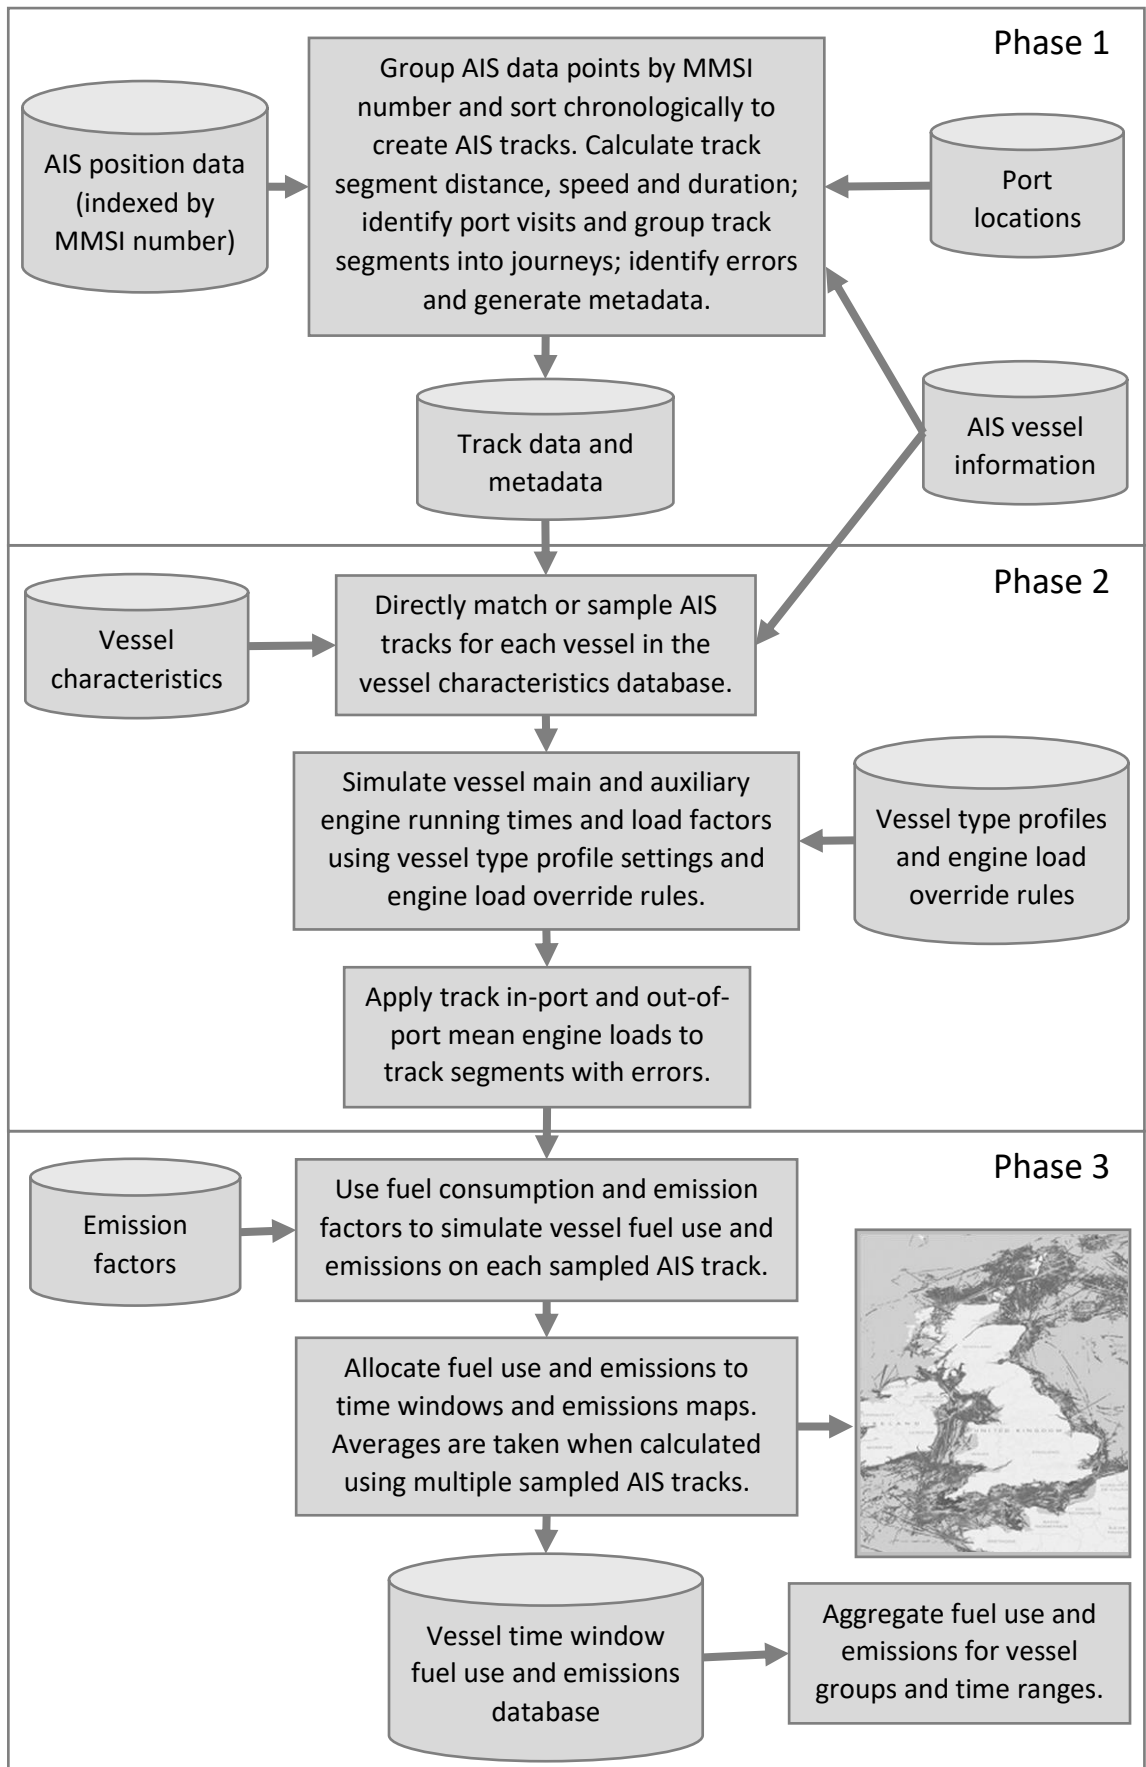 Phase 1
Group AIS data points by MMSI
number and sort chronologically to
create AIS tracks. Calculate track
segment distance, speed and duration;
identify port visits and group track
segments into journeys; identify errors
and generate metadata.
AIS position data
(indexed by
MMSI number)
Port
locations
Track data and
metadata
AIS vessel
information
Phase 2
Directly match or sample AIS
tracks for each vessel in the
vessel characteristics database.
Vessel
characteristics
Simulate vessel main and auxiliary
engine running times and load factors
using vessel type profile settings and
engine load override rules.
Vessel type profiles
and engine load
override rules
Apply track in-port and out-of-
port mean engine loads to
track segments with errors.
Phase 3
Use fuel consumption and emission
factors to simulate vessel fuel use and
emissions on each sampled AIS track.
Emission
factors
Allocate fuel use and emissions to
time windows and emissions maps.
Averages are taken when calculated
using multiple sampled AIS tracks.
UNITED KINGDOM
Vessel time window
fuel use and emissions
database
Aggregate fuel use and
emissions for vessel
groups and time ranges.